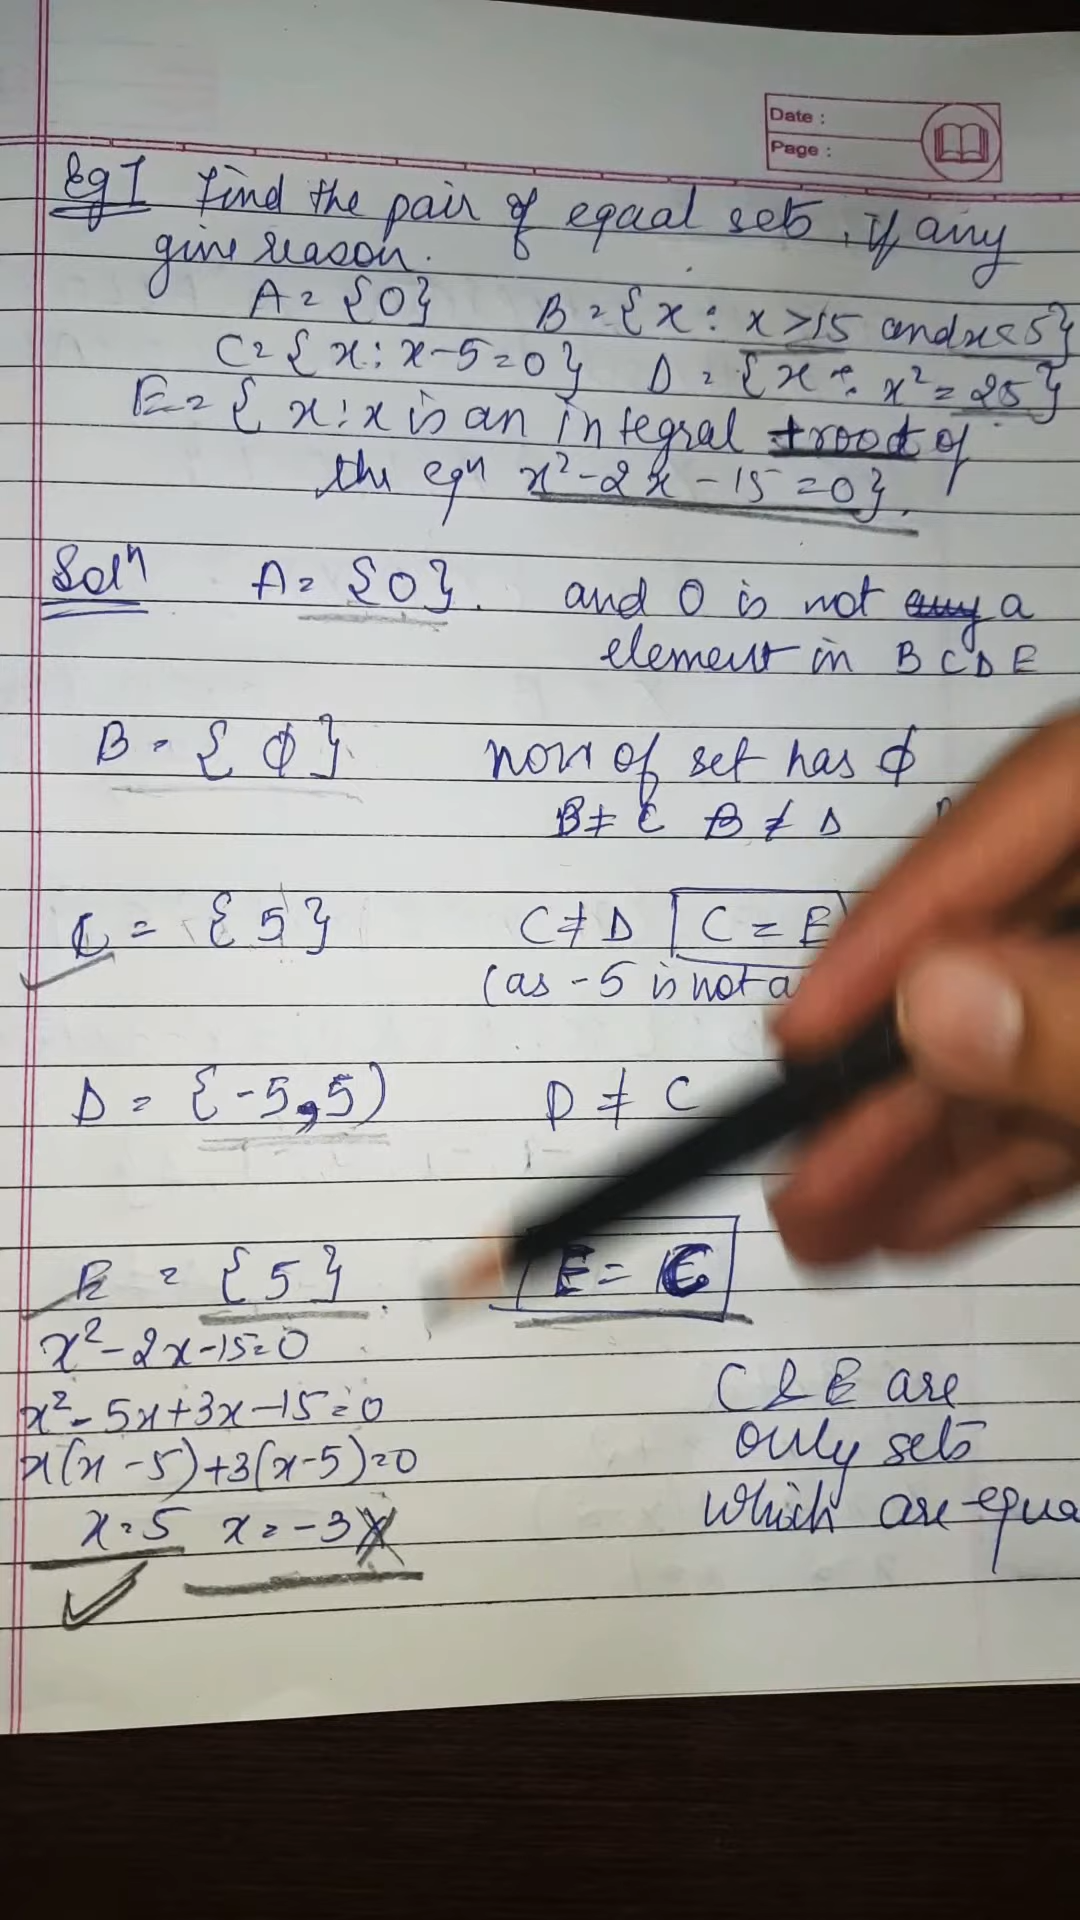 Date :
Page :
Eg 1 find the pair of equal sets, if any
give reason.
A = {0} B = {x : x > 15 and x < 5}
C = {x : x - 5 = 0} D = {x : x² = 25}
E = {x : x is an integral +root of
the eqn x² - 2x - 15 = 0}.
Soln A = {0}. and 0 is not a
element in B C D E
B = {ϕ} non of set has ϕ
B ≠ C B ≠ D
C = {5} C ≠ D C = E
(as -5 is not a
D = {-5, 5) D ≠ C
E = {5}. E = C
x² - 2x - 15 = 0
x² - 5x + 3x - 15 = 0
x(x - 5) + 3(x - 5) = 0
x = 5 x = -3 X
C & E are
only sets
which are equa